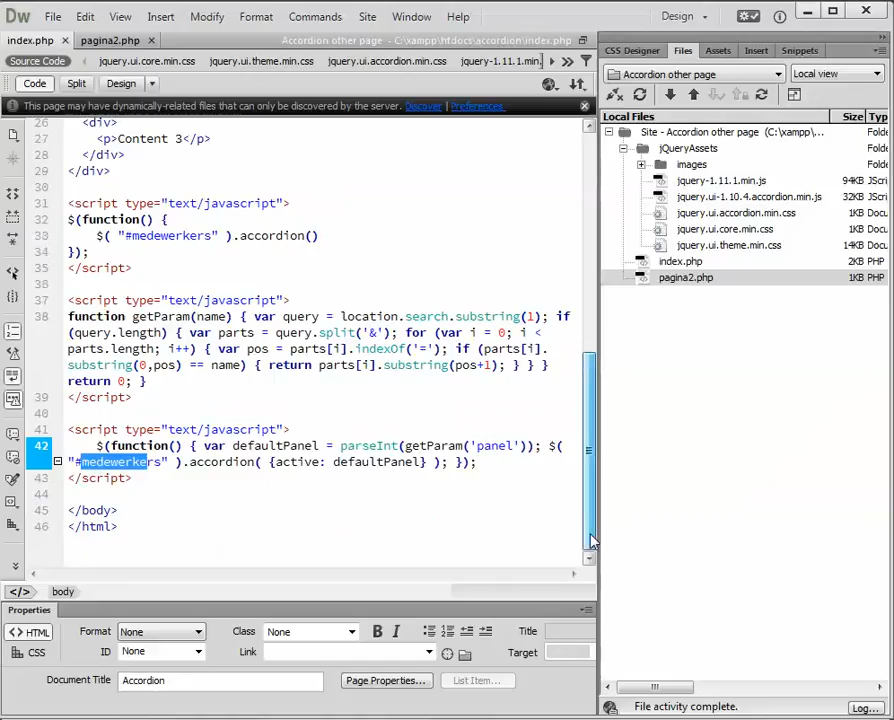 Dw File Edit View Insert Modify Format Commands Site Window Help Design
index.php pagina2.php Accordion other page - C:\xampp\htdocs\accordion\index.php
Source Code jquery.ui.core.min.css jquery.ui.theme.min.css jquery.ui.accordion.min.css jquery-1.11.1.min.
Code Split Design
This page may have dynamically-related files that can only be discovered by the server. Discover Preferences
26 <div>
27 <p>Content 3</p>
28 </div>
29 </div>
30
31 <script type="text/javascript">
32 $(function() {
33 $( "#medewerkers" ).accordion()
34 });
35 </script>
36
37 <script type="text/javascript">
38 function getParam(name) { var query = location.search.substring(1); if
(query.length) { var parts = query.split('&'); for (var i = 0; i <
parts.length; i++) { var pos = parts[i].indexOf('='); if (parts[i].
substring(0,pos) == name) { return parts[i].substring(pos+1); } } }
return 0; }
39 </script>
40
41 <script type="text/javascript">
42 $(function() { var defaultPanel = parseInt(getParam('panel')); $(
"#medewerkers" ).accordion( {active: defaultPanel} ); });
43 </script>
44
45 </body>
46 </html>
</> body
Properties
<> HTML Format None Class None B I Title
CSS ID None Link Target
Document Title Accordion Page Properties... List Item...
CSS Designer Files Assets Insert Snippets
Accordion other page Local view
Local Files Size Typ
Site - Accordion other page (C:\xampp\... Folde
jQueryAssets Folde
images Folde
jquery-1.11.1.min.js 94KB JScri
jquery.ui-1.10.4.accordion.min.js 32KB JScri
jquery.ui.accordion.min.css 1KB Docu
jquery.ui.core.min.css 1KB Docu
jquery.ui.theme.min.css 14KB Docu
index.php 2KB PHP
pagina2.php 1KB PHP
File activity complete. Log...